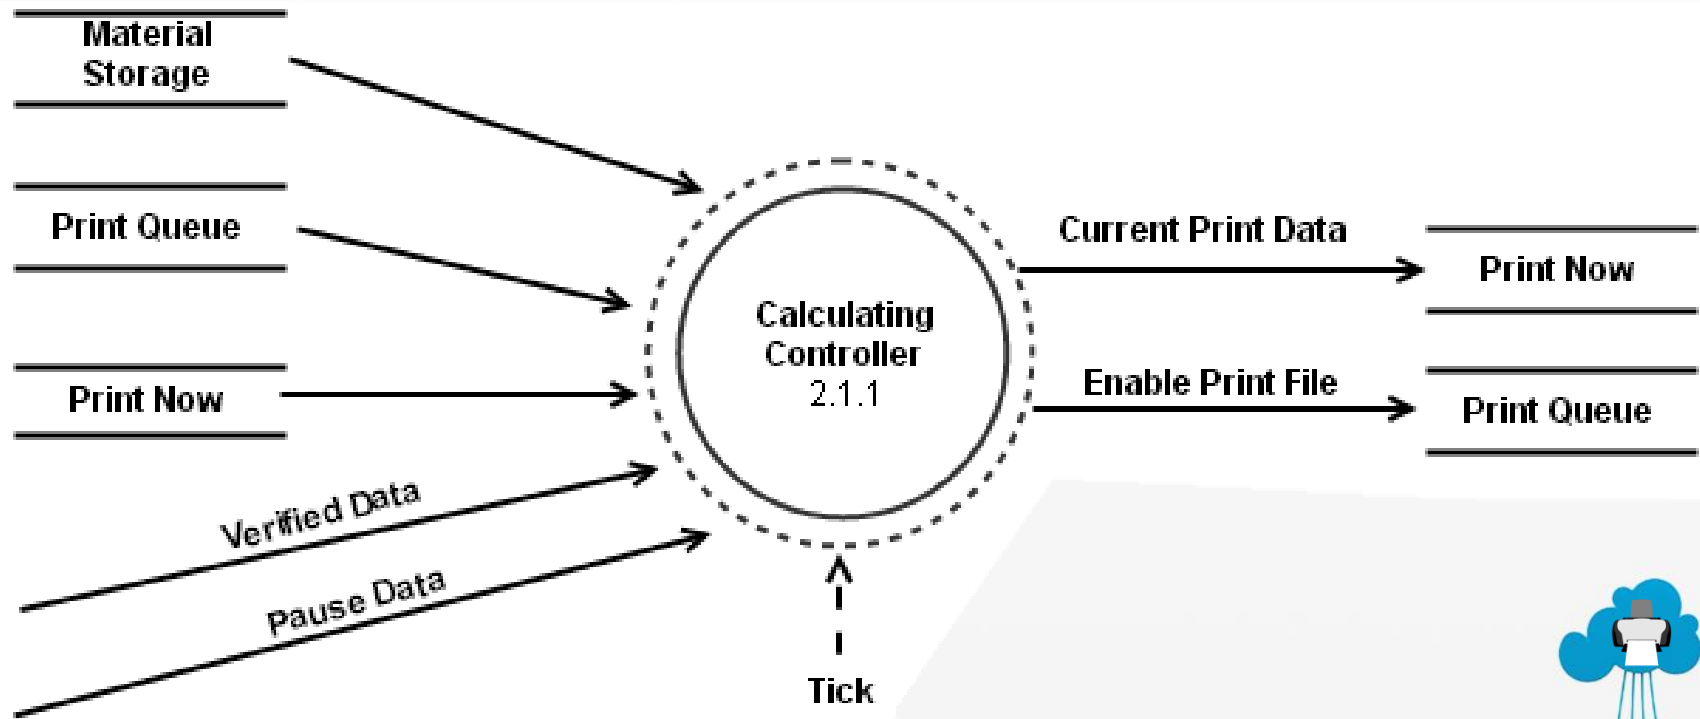 Material
Storage
Print Queue
Print Now
Verified Data
Pause Data
Calculating
Controller
2.1.1
Tick
Current Print Data
Print Now
Enable Print File
Print Queue